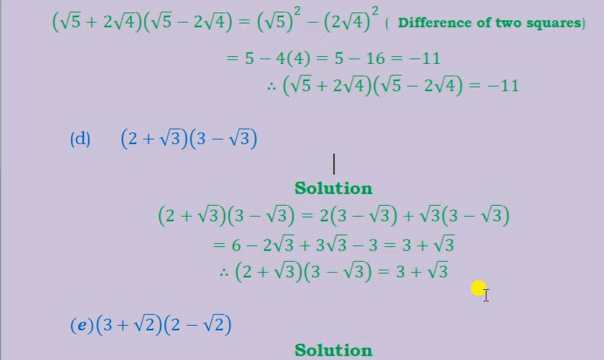 (√5 + 2√4)(√5 − 2√4) = (√5)² − (2√4)² ( Difference of two squares)
= 5 − 4(4) = 5 − 16 = −11
∴ (√5 + 2√4)(√5 − 2√4) = −11
(d) (2 + √3)(3 − √3)
Solution
(2 + √3)(3 − √3) = 2(3 − √3) + √3(3 − √3)
= 6 − 2√3 + 3√3 − 3 = 3 + √3
∴ (2 + √3)(3 − √3) = 3 + √3
(e)(3 + √2)(2 − √2)
Solution